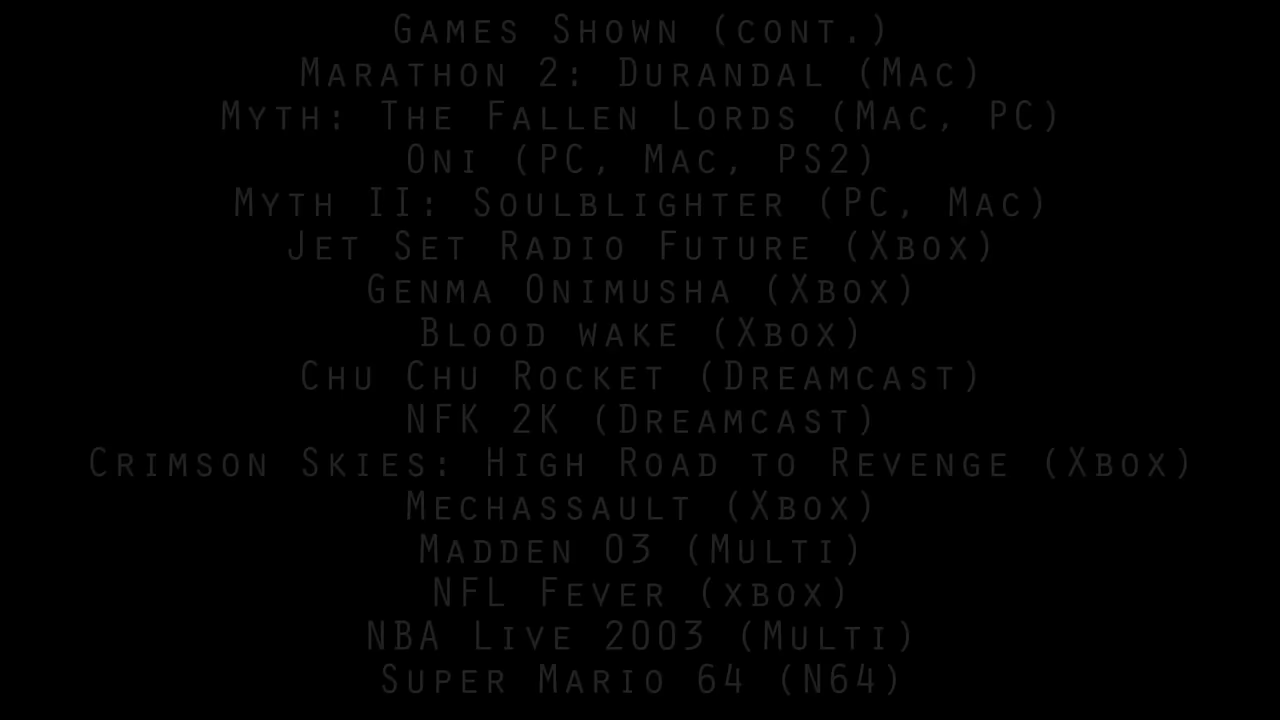 Games Shown (cont.)
Marathon 2: Durandal (Mac)
Myth: The Fallen Lords (Mac, PC)
Oni (PC, Mac, PS2)
Myth II: Soulblighter (PC, Mac)
Jet Set Radio Future (Xbox)
Genma Onimusha (Xbox)
Blood wake (Xbox)
Chu Chu Rocket (Dreamcast)
NFK 2K (Dreamcast)
Crimson Skies: High Road to Revenge (Xbox)
Mechassault (Xbox)
Madden 03 (Multi)
NFL Fever (xbox)
NBA Live 2003 (Multi)
Super Mario 64 (N64)